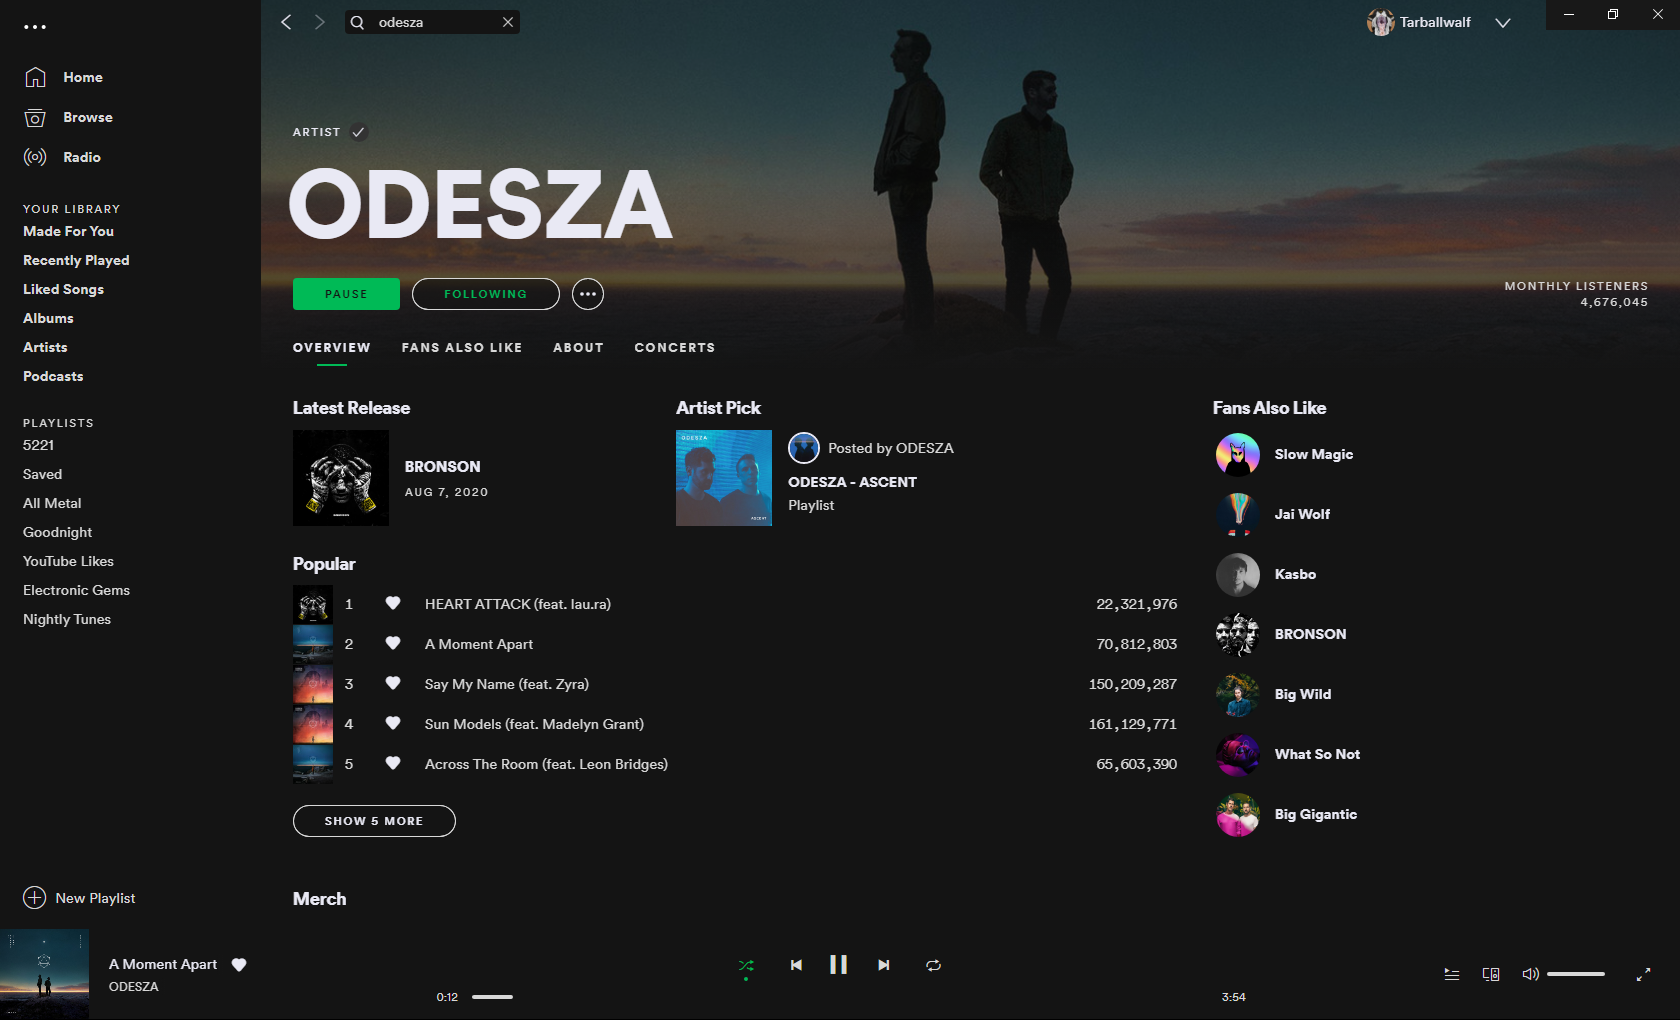 odesza
Tarballwalf
Home
Browse
Radio
YOUR LIBRARY
Made For You
Recently Played
Liked Songs
Albums
Artists
Podcasts
PLAYLISTS
5221
Saved
All Metal
Goodnight
YouTube Likes
Electronic Gems
Nightly Tunes
New Playlist
ARTIST
ODESZA
PAUSE
FOLLOWING
MONTHLY LISTENERS
4,676,045
OVERVIEW FANS ALSO LIKE ABOUT CONCERTS
Latest Release
BRONSON
AUG 7, 2020
Artist Pick
ODESZA
ASCENT
Posted by ODESZA
ODESZA - ASCENT
Playlist
Popular
1 HEART ATTACK (feat. lau.ra) 22,321,976
2 A Moment Apart 70,812,803
3 Say My Name (feat. Zyra) 150,209,287
4 Sun Models (feat. Madelyn Grant) 161,129,771
5 Across The Room (feat. Leon Bridges) 65,603,390
SHOW 5 MORE
Fans Also Like
Slow Magic
Jai Wolf
Kasbo
BRONSON
Big Wild
What So Not
Big Gigantic
Merch
A Moment Apart
ODESZA
0:12
3:54